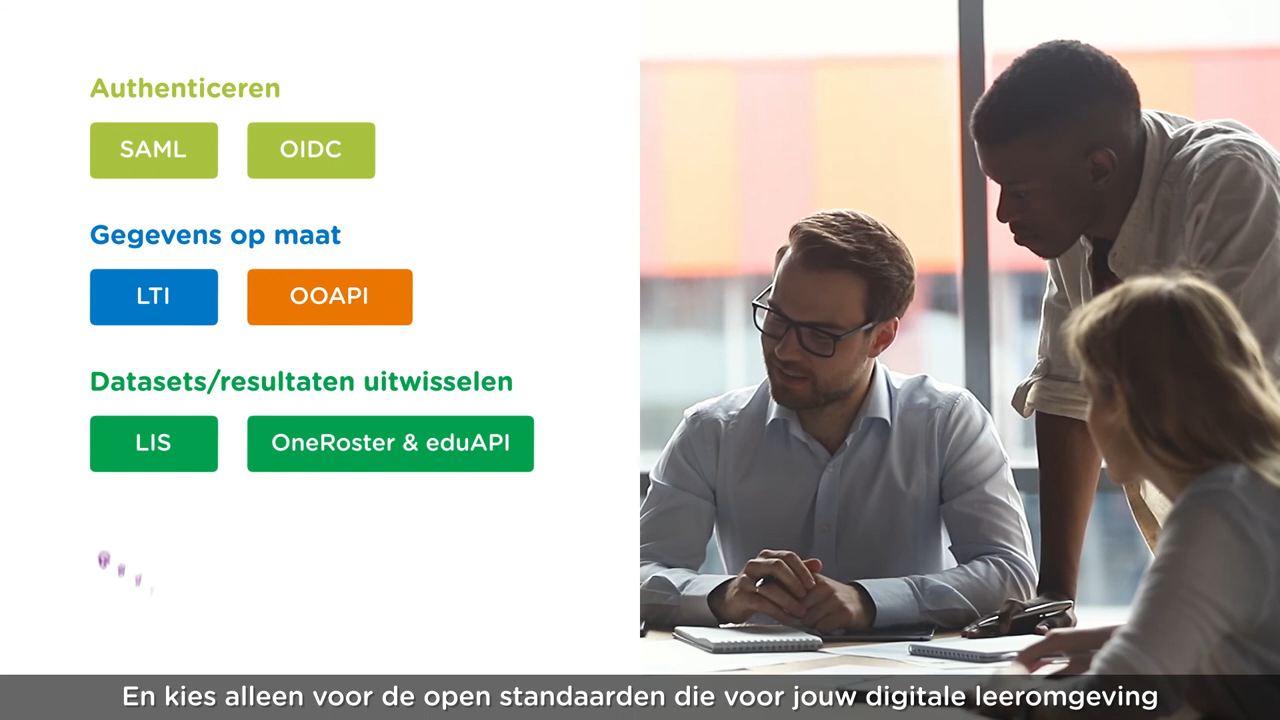 Authenticeren
SAML OIDC
Gegevens op maat
LTI OOAPI
Datasets/resultaten uitwisselen
LIS OneRoster & eduAPI
En kies alleen voor de open standaarden die voor jouw digitale leeromgeving